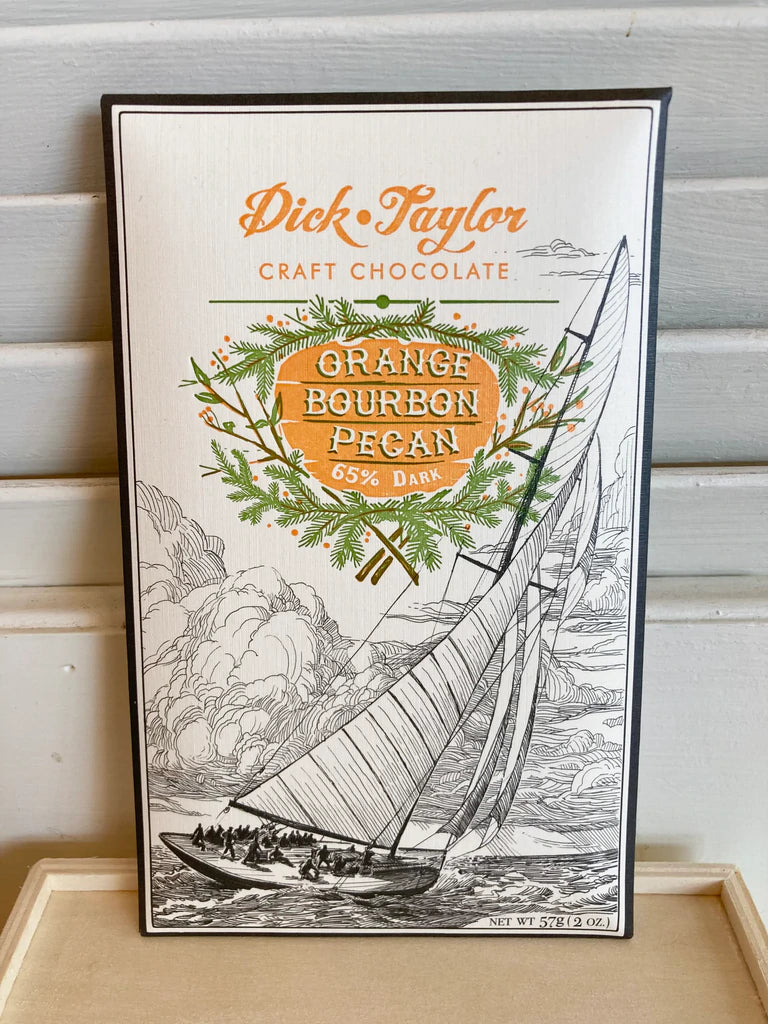 Dick • Taylor
CRAFT CHOCOLATE
ORANGE
BOURBON
PECAN
65% DARK
NET WT 57g (2 OZ.)